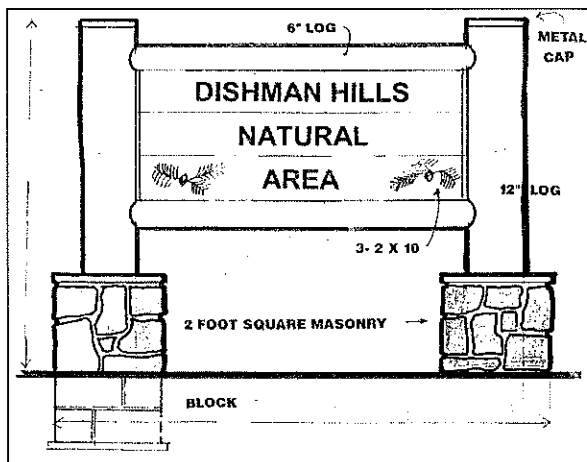 6" LOG
METAL
CAP
DISHMAN HILLS
NATURAL
AREA
12" LOG
3- 2 X 10
2 FOOT SQUARE MASONRY
BLOCK